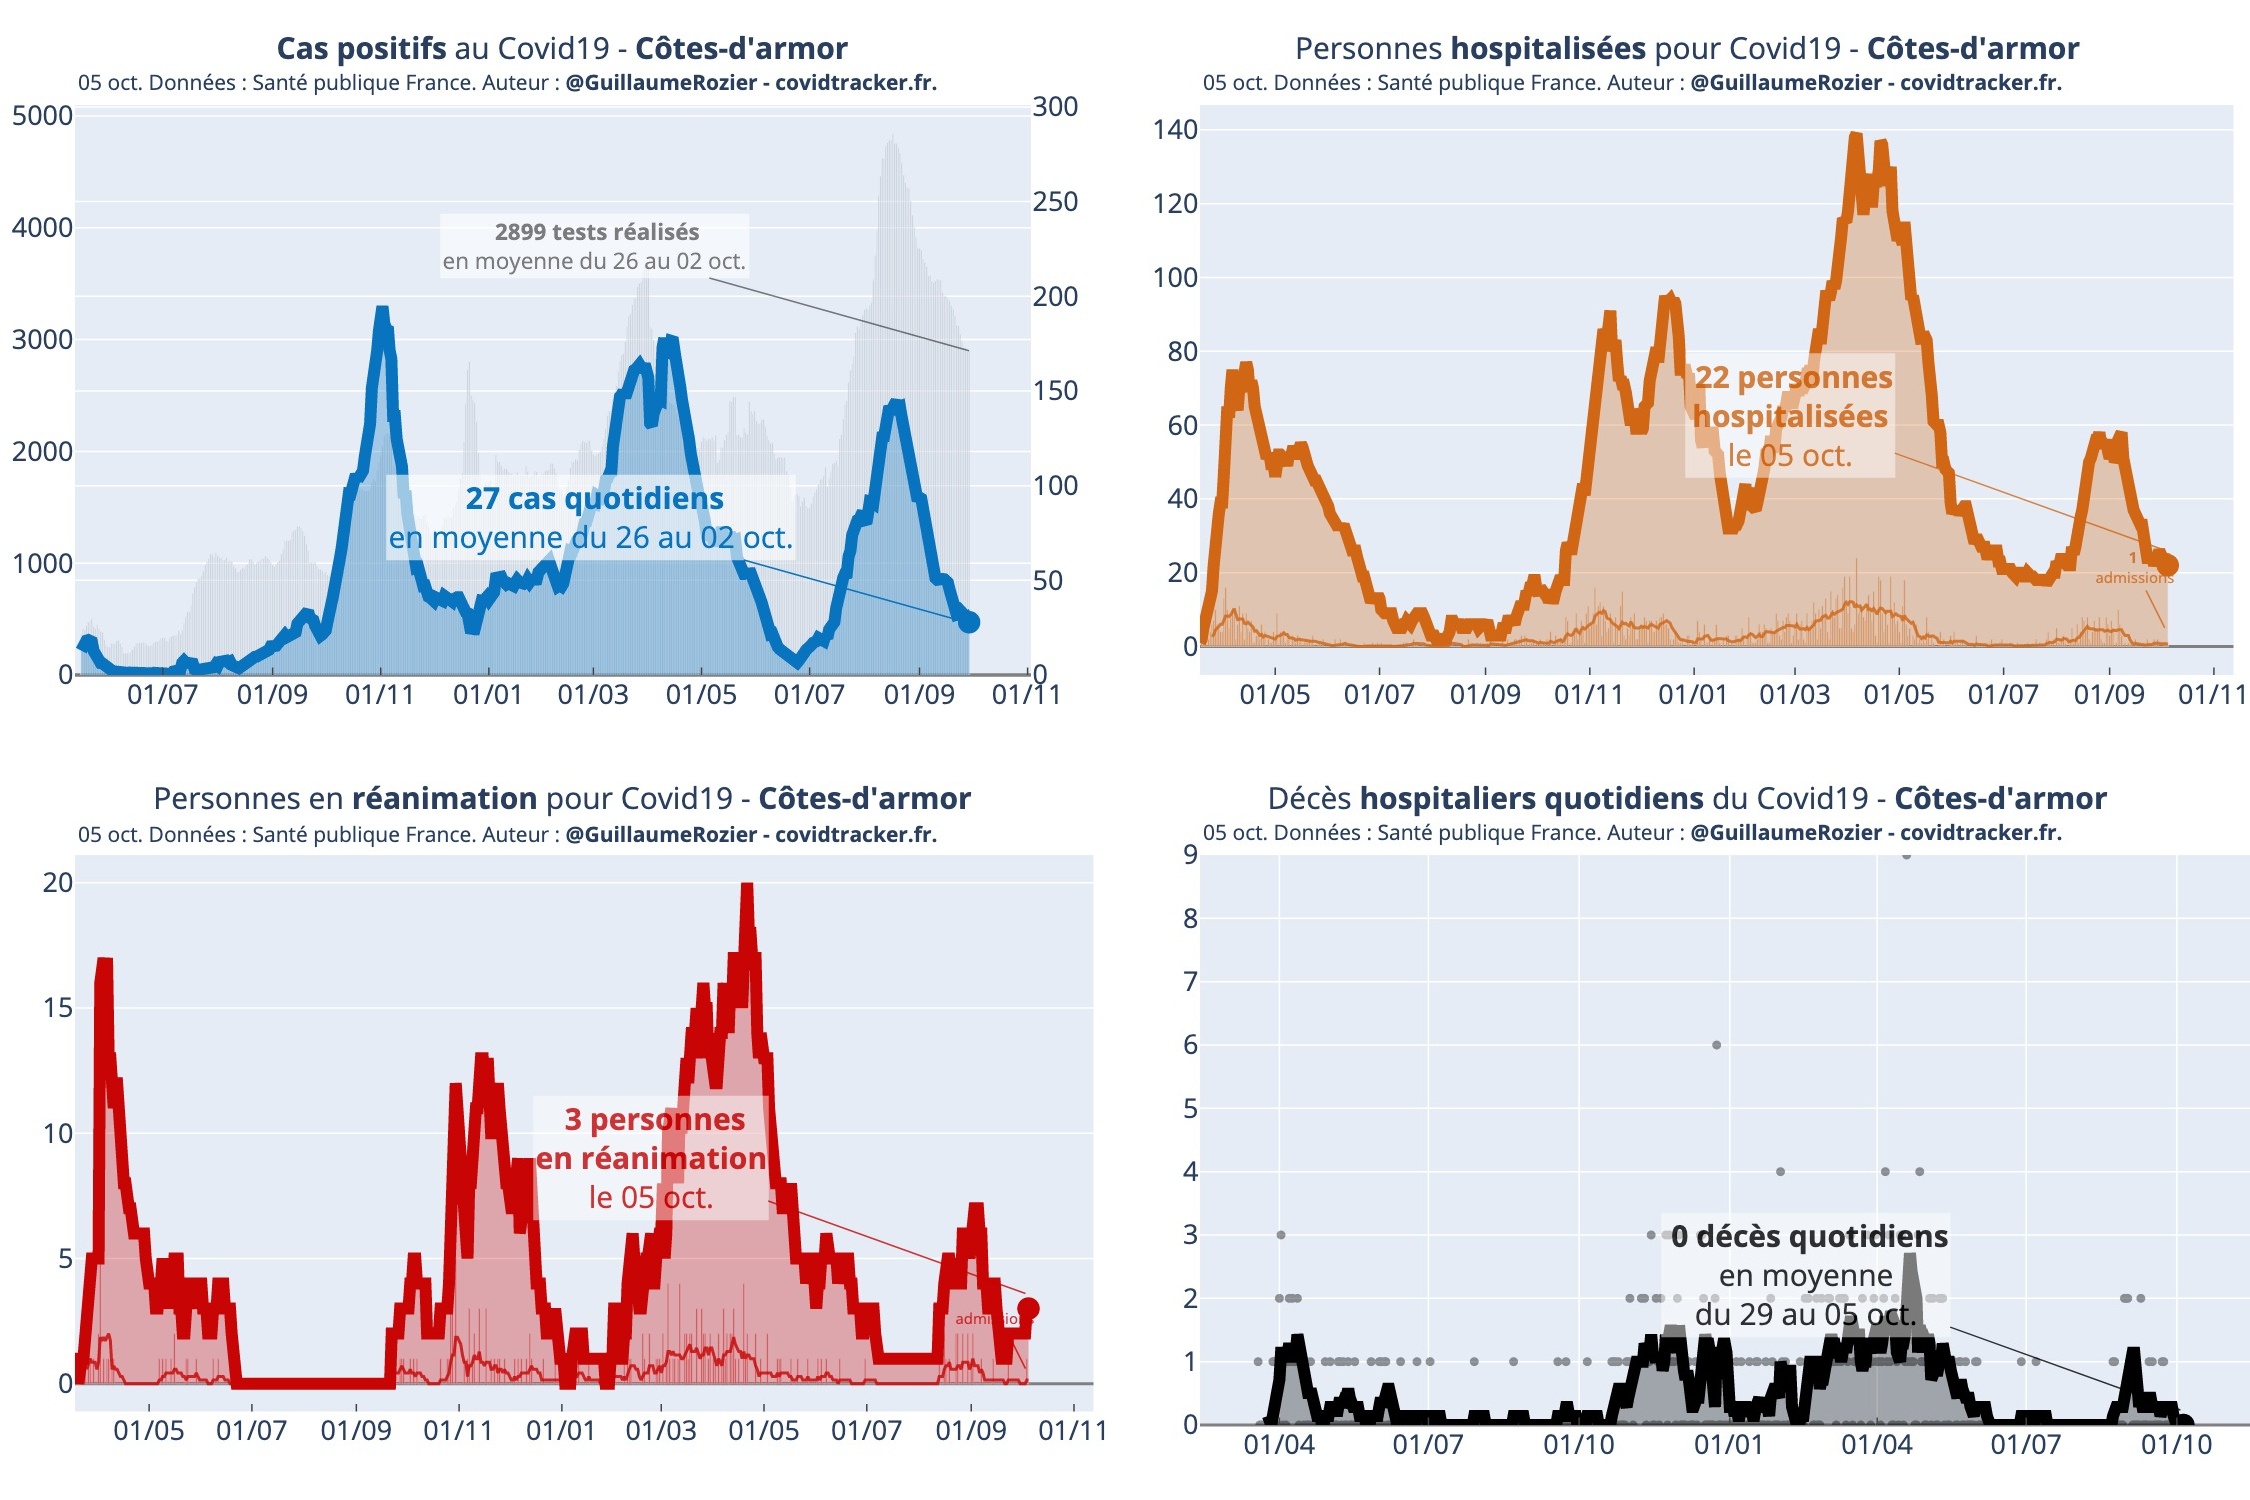 Cas positifs au Covid19 - Côtes-d'armor
05 oct. Données : Santé publique France. Auteur : @GuillaumeRozier - covidtracker.fr.
5000
4000
3000
2000
1000
0
300
250
200
150
100
50
0
2899 tests réalisés
en moyenne du 26 au 02 oct.
27 cas quotidiens
en moyenne du 26 au 02 oct.
01/07 01/09 01/11 01/01 01/03 01/05 01/07 01/09 01/11
Personnes hospitalisées pour Covid19 - Côtes-d'armor
05 oct. Données : Santé publique France. Auteur : @GuillaumeRozier - covidtracker.fr.
140
120
100
80
60
40
20
0
22 personnes
hospitalisées
le 05 oct.
1
admissions
01/05 01/07 01/09 01/11 01/01 01/03 01/05 01/07 01/09 01/11
Personnes en réanimation pour Covid19 - Côtes-d'armor
05 oct. Données : Santé publique France. Auteur : @GuillaumeRozier - covidtracker.fr.
20
15
10
5
0
3 personnes
en réanimation
le 05 oct.
admissions
01/05 01/07 01/09 01/11 01/01 01/03 01/05 01/07 01/09 01/11
Décès hospitaliers quotidiens du Covid19 - Côtes-d'armor
05 oct. Données : Santé publique France. Auteur : @GuillaumeRozier - covidtracker.fr.
9
8
7
6
5
4
3
2
1
0
0 décès quotidiens
en moyenne
du 29 au 05 oct.
01/04 01/07 01/10 01/01 01/04 01/07 01/10